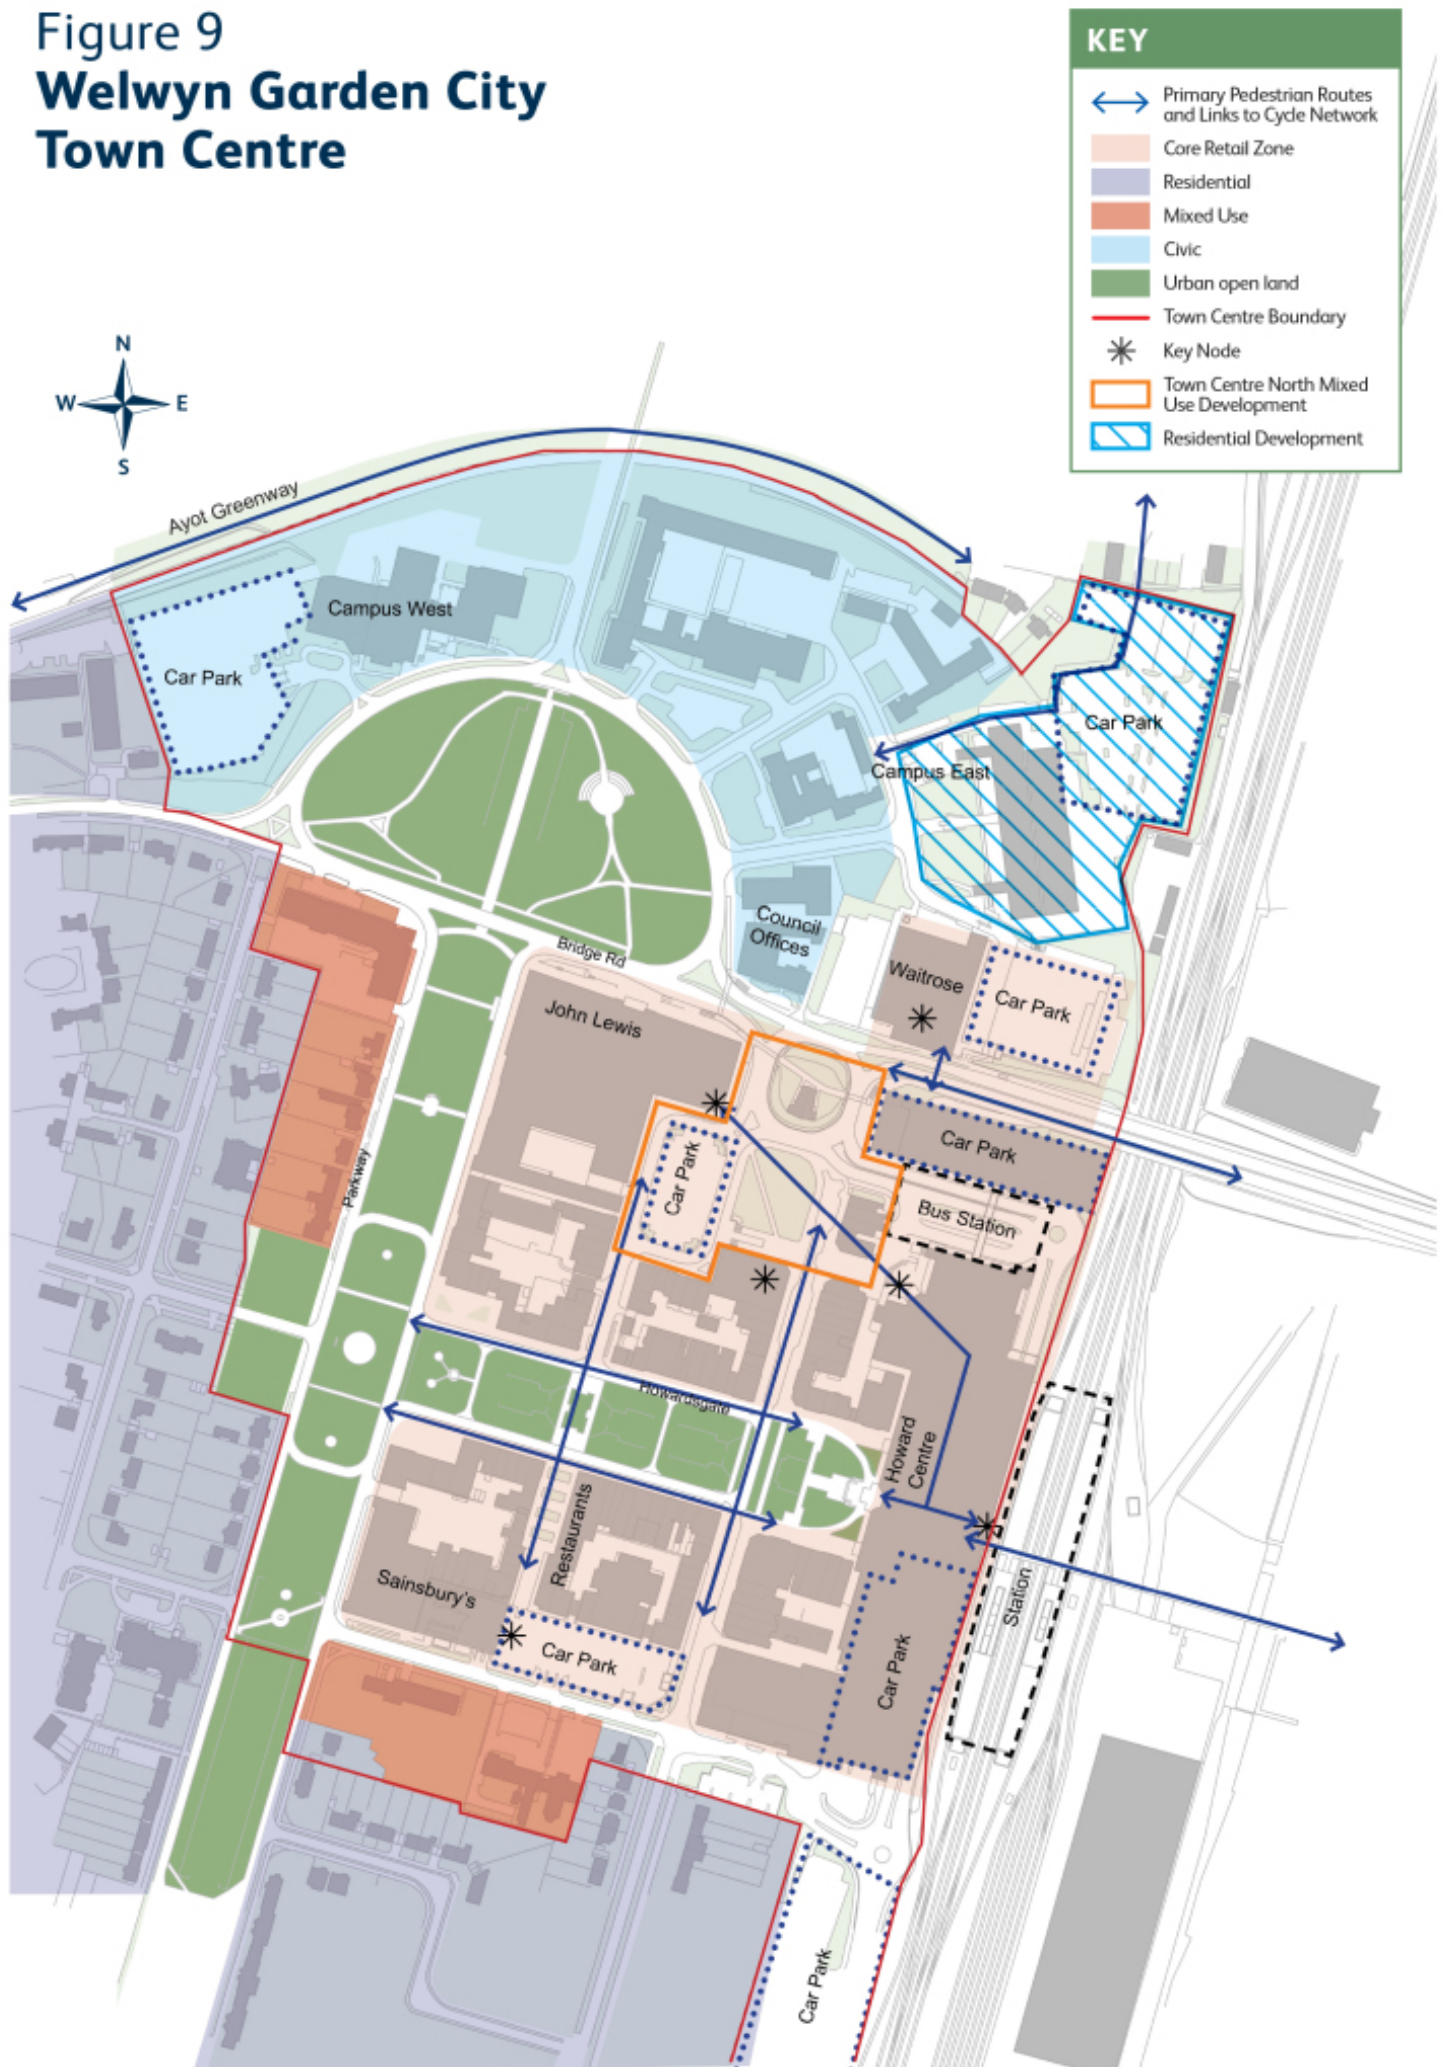 Figure 9
Welwyn Garden City
Town Centre
KEY
Primary Pedestrian Routes
and Links to Cycle Network
Core Retail Zone
Residential
Mixed Use
Civic
Urban open land
Town Centre Boundary
Key Node
Town Centre North Mixed
Use Development
Residential Development
N
W
E
S
Ayot Greenway
Campus West
Car Park
Car Park
Campus East
Council
Offices
Bridge Rd
Waitrose
Car Park
John Lewis
Car Park
Car Park
Parkway
Bus Station
Howardsgate
Howard
Centre
Restaurants
Sainsbury's
Station
Car Park
Car Park
Car Park